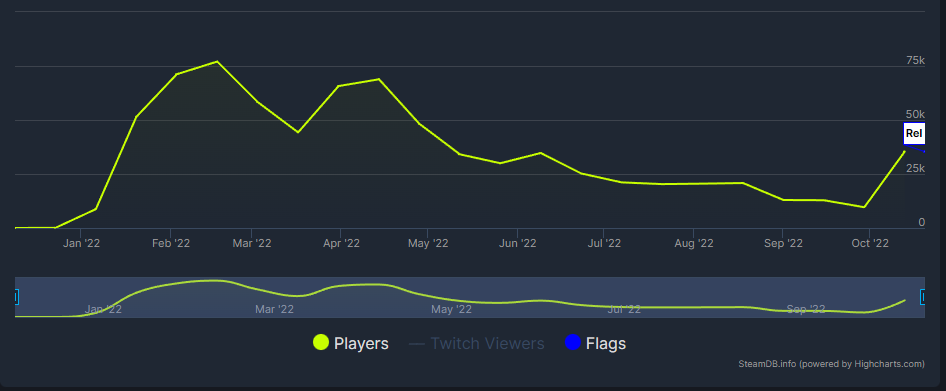 75k
50k
Rel
25k
0
Jan '22 Feb '22 Mar '22 Apr '22 May '22 Jun '22 Jul '22 Aug '22 Sep '22 Oct '22
Jan '22 Mar '22 May '22 Jul '22 Sep '22
Players Twitch Viewers Flags
SteamDB.info (powered by Highcharts.com)